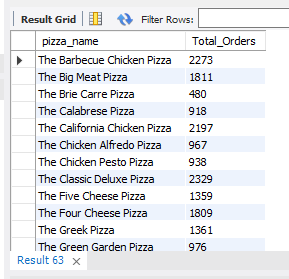 Result Grid Filter Rows:
pizza_name Total_Orders
The Barbecue Chicken Pizza 2273
The Big Meat Pizza 1811
The Brie Carre Pizza 480
The Calabrese Pizza 918
The California Chicken Pizza 2197
The Chicken Alfredo Pizza 967
The Chicken Pesto Pizza 938
The Classic Deluxe Pizza 2329
The Five Cheese Pizza 1359
The Four Cheese Pizza 1809
The Greek Pizza 1361
The Green Garden Pizza 976
Result 63 ×